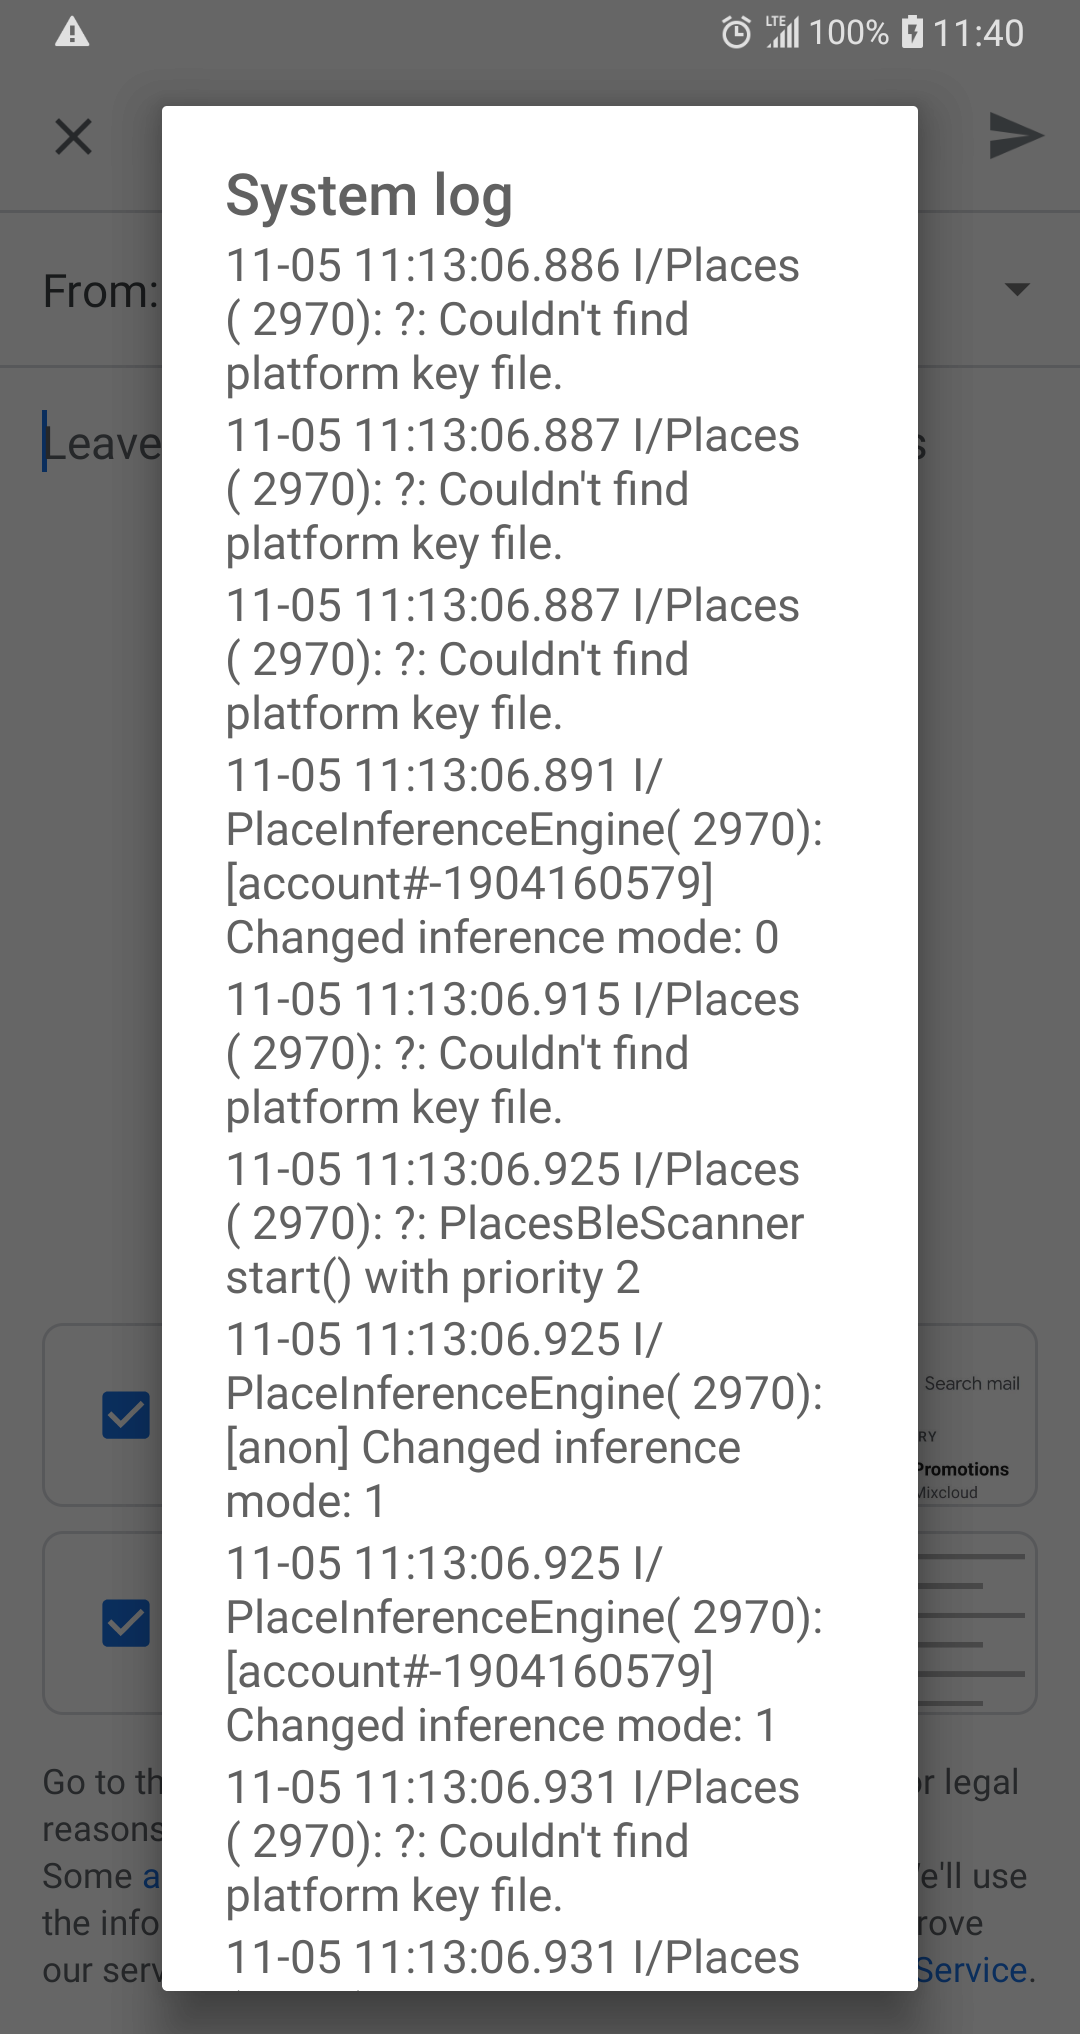 LTE 100% 11:40
System log
11-05 11:13:06.886 I/Places
( 2970): ?: Couldn't find
platform key file.
11-05 11:13:06.887 I/Places
( 2970): ?: Couldn't find
platform key file.
11-05 11:13:06.887 I/Places
( 2970): ?: Couldn't find
platform key file.
11-05 11:13:06.891 I/
PlaceInferenceEngine( 2970):
[account#-1904160579]
Changed inference mode: 0
11-05 11:13:06.915 I/Places
( 2970): ?: Couldn't find
platform key file.
11-05 11:13:06.925 I/Places
( 2970): ?: PlacesBleScanner
start() with priority 2
11-05 11:13:06.925 I/
PlaceInferenceEngine( 2970):
[anon] Changed inference
mode: 1
11-05 11:13:06.925 I/
PlaceInferenceEngine( 2970):
[account#-1904160579]
Changed inference mode: 1
11-05 11:13:06.931 I/Places
( 2970): ?: Couldn't find
platform key file.
11-05 11:13:06.931 I/Places
From:
Leave
Search mail
Promotions
Mixcloud
Go to legal
reasons
Some use
the
our Service.